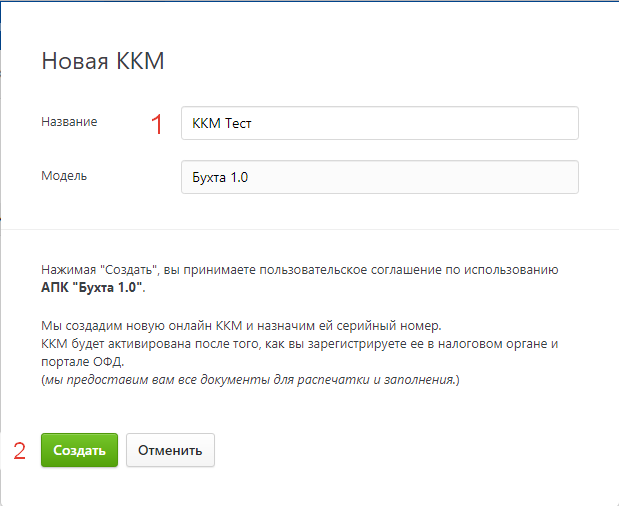 Новая ККМ
Название 1 ККМ Тест
Модель Бухта 1.0
Нажимая "Создать", вы принимаете пользовательское соглашение по использованию
АПК "Бухта 1.0".
Мы создадим новую онлайн ККМ и назначим ей серийный номер.
ККМ будет активирована после того, как вы зарегистрируете ее в налоговом органе и
портале ОФД.
(мы предоставим вам все документы для распечатки и заполнения.)
2 Создать Отменить